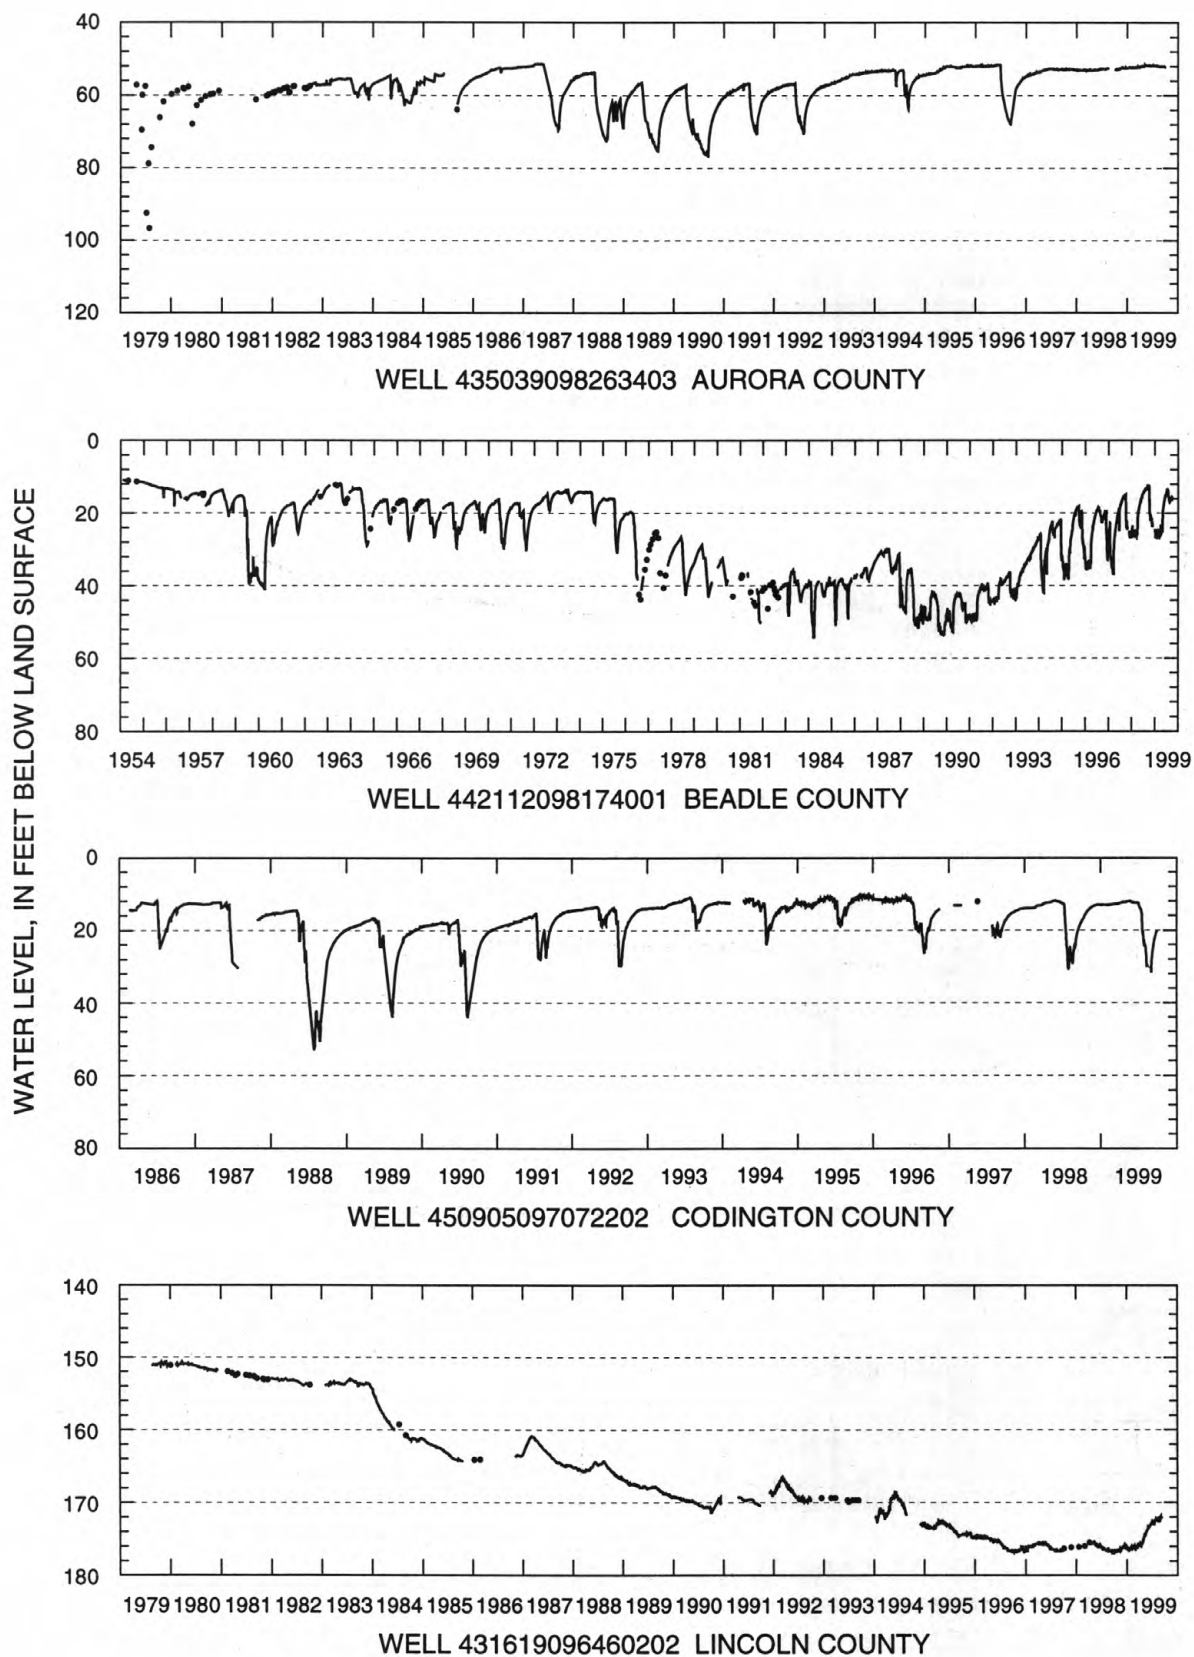 WATER LEVEL, IN FEET BELOW LAND SURFACE
40
60
80
100
120
1979 1980 1981 1982 1983 1984 1985 1986 1987 1988 1989 1990 1991 1992 1993 1994 1995 1996 1997 1998 1999
WELL 435039098263403 AURORA COUNTY
0
20
40
60
80
1954 1957 1960 1963 1966 1969 1972 1975 1978 1981 1984 1987 1990 1993 1996 1999
WELL 442112098174001 BEADLE COUNTY
0
20
40
60
80
1986 1987 1988 1989 1990 1991 1992 1993 1994 1995 1996 1997 1998 1999
WELL 450905097072202 CODINGTON COUNTY
140
150
160
170
180
1979 1980 1981 1982 1983 1984 1985 1986 1987 1988 1989 1990 1991 1992 1993 1994 1995 1996 1997 1998 1999
WELL 431619096460202 LINCOLN COUNTY